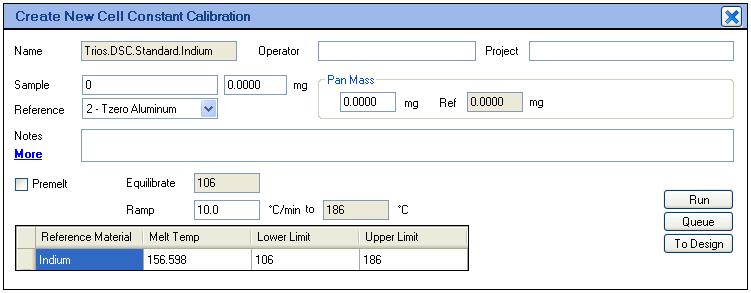 Create New Cell Constant Calibration
Name Trios.DSC.Standard.Indium Operator Project
Sample 0 0.0000 mg Pan Mass
0.0000 mg Ref 0.0000 mg
Reference 2 - Tzero Aluminum
Notes
More
Premelt Equilibrate 106
Ramp 10.0 °C/min to 186 °C
Run
Queue
To Design
Reference Material Melt Temp Lower Limit Upper Limit
Indium 156.598 106 186